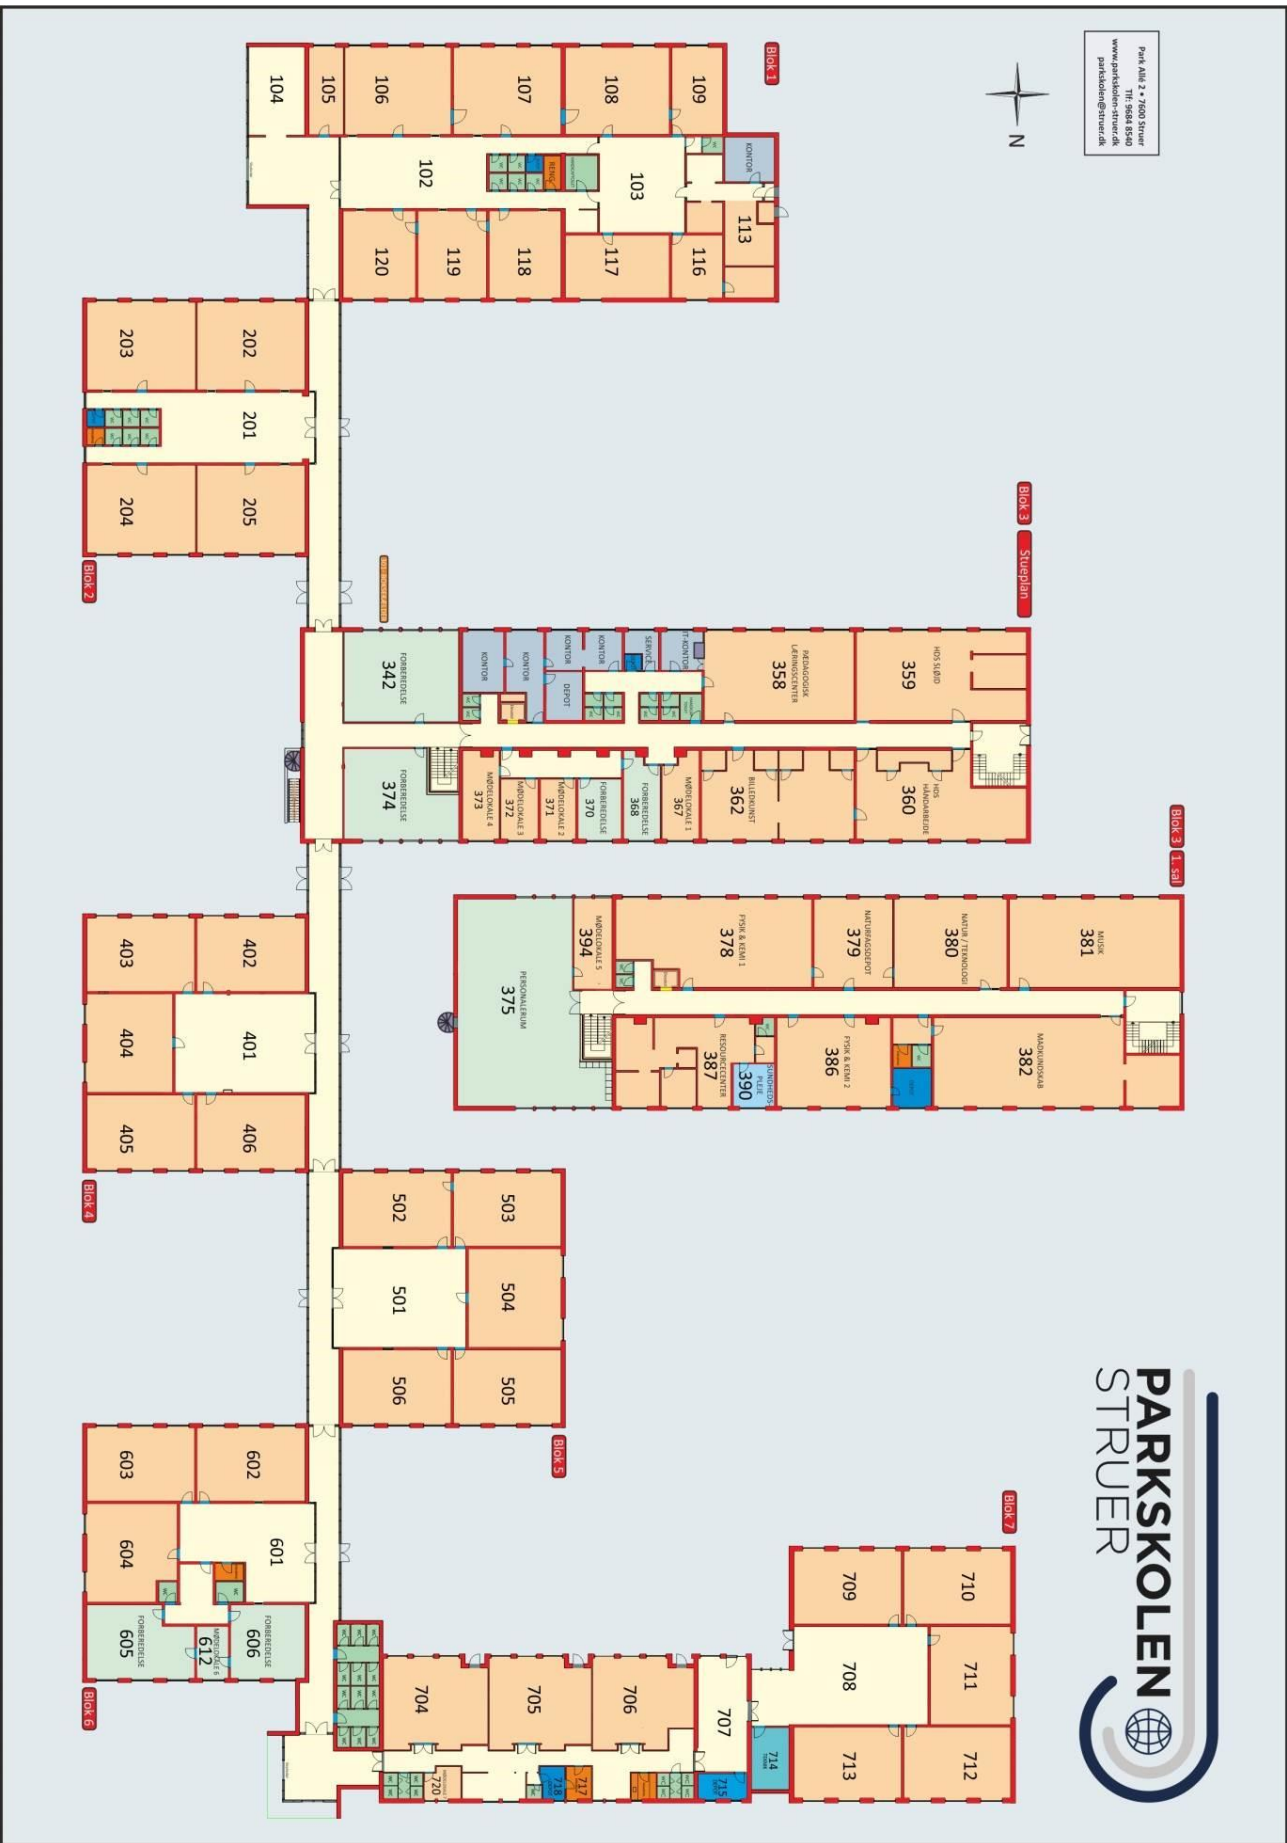 Park Allé 2 • 7600 Struer
Tlf: 9684 8540
www.parkskolen-struer.dk
parkskolen@struer.dk
N
PARKSKOLEN
STRUER
Blok 1
104
105
106
107
108
109
102
103
RENG.
KONTOR
113
120
119
118
117
116
Blok 2
203
202
201
204
205
Blok 3
Stueplan
FORBEREDELSE
342
KONTOR
KONTOR
KONTOR
KONTOR
DEPOT
SERVICE
IT-KONTOR
PÆDAGOGISK
LÆRINGSCENTER
358
HDS SLØJD
359
FORBEREDELSE
374
MØDELOKALE 4
373
MØDELOKALE 3
372
MØDELOKALE 2
371
FORBEREDELSE
370
FORBEREDELSE
368
MØDELOKALE 1
367
BILLEDKUNST
362
HDS
HÅNDARBEJDE
360
Blok 3
1. sal
PERSONALERUM
375
MØDELOKALE 5
394
FYSIK & KEMI 1
378
NATURFAGSDEPOT
379
NATUR / TEKNOLOGI
380
MUSIK
381
RESOURCECENTER
387
SUNDHEDS-
PLEJE
390
FYSIK & KEMI 2
386
MADKUNDSKAB
382
Blok 4
403
402
404
401
405
406
Blok 5
502
503
501
504
506
505
Blok 6
603
602
604
601
FORBEREDELSE
605
MØDELOKALE 6
612
FORBEREDELSE
606
Blok 7
704
705
706
707
708
709
710
711
712
713
714
715
717
718
720
WC